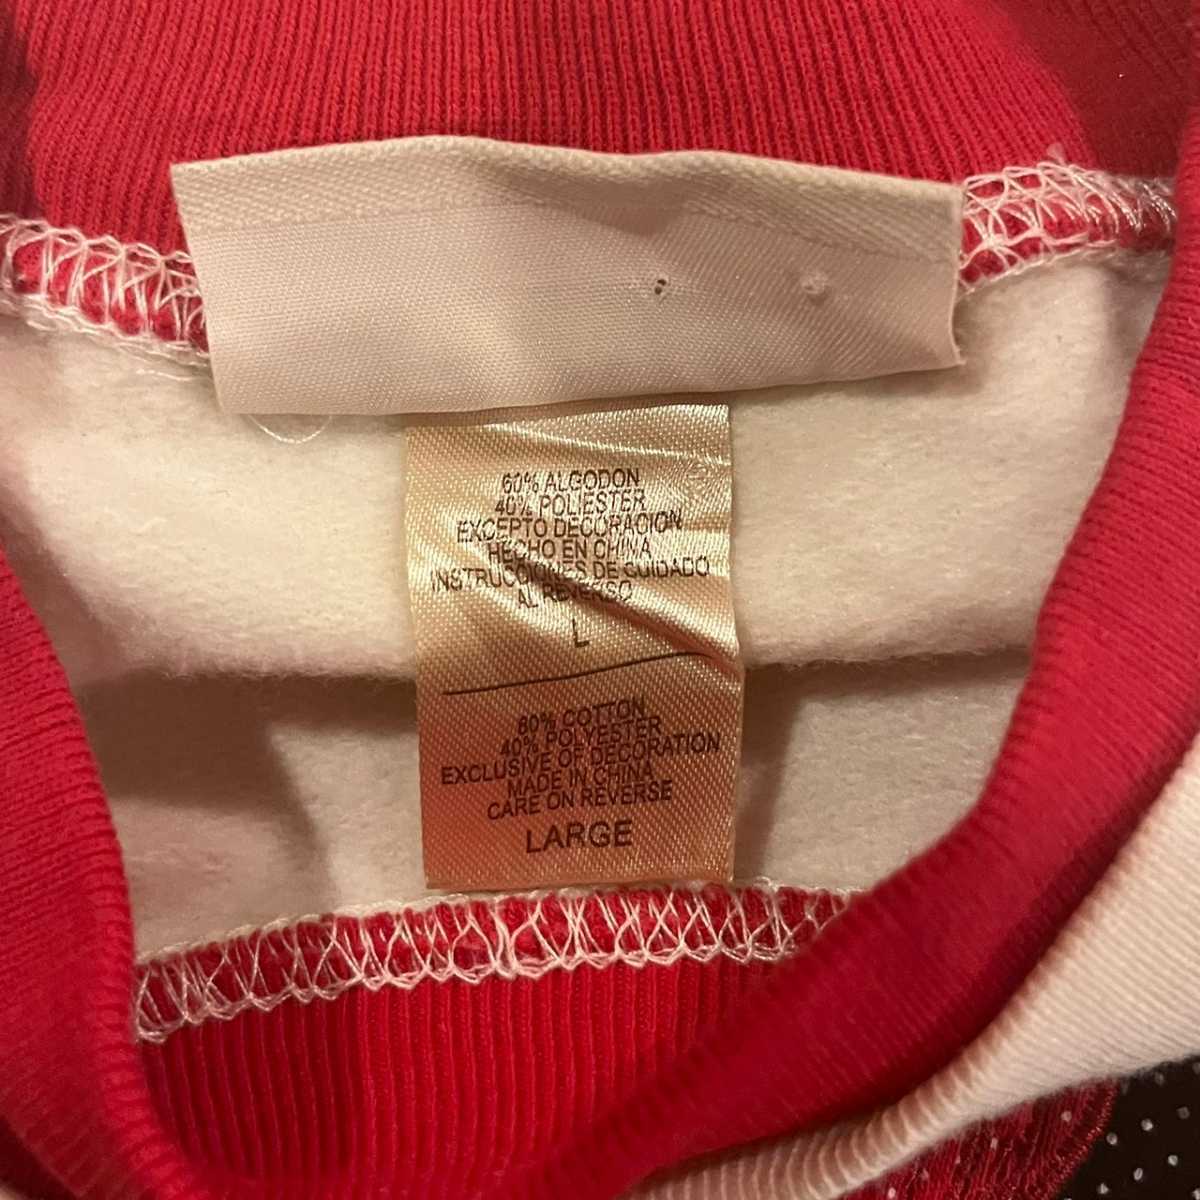 60% ALGODON
40% POLIESTER
EXCEPTO DECORACION
HECHO EN CHINA
INSTRUCCIONES DE CUIDADO
AL REVERSO
L
60% COTTON
40% POLYESTER
EXCLUSIVE OF DECORATION
MADE IN CHINA
CARE ON REVERSE
LARGE